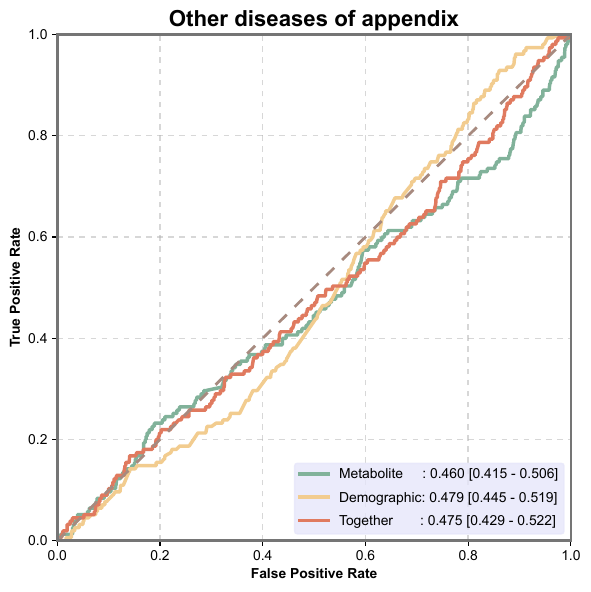 Other diseases of appendix
True Positive Rate
1.0
0.8
0.6
0.4
0.2
0.0
Metabolite : 0.460 [0.415 - 0.506]
Demographic: 0.479 [0.445 - 0.519]
Together : 0.475 [0.429 - 0.522]
0.0 0.2 0.4 0.6 0.8 1.0
False Positive Rate